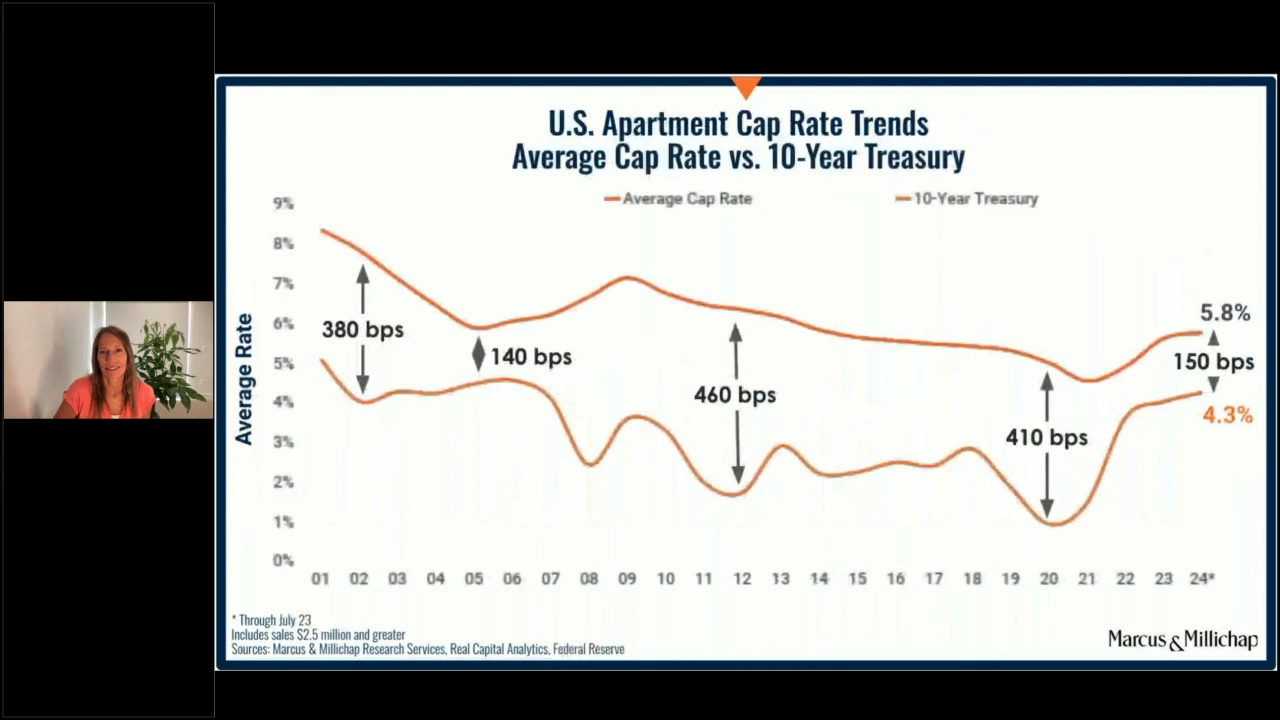 U.S. Apartment Cap Rate Trends
Average Cap Rate vs. 10-Year Treasury
Average Cap Rate
10-Year Treasury
Average Rate
9%
8%
7%
6%
5%
4%
3%
2%
1%
0%
380 bps
140 bps
460 bps
410 bps
5.8%
150 bps
4.3%
01 02 03 04 05 06 07 08 09 10 11 12 13 14 15 16 17 18 19 20 21 22 23 24*
* Through July 23
Includes sales $2.5 million and greater
Sources: Marcus & Millichap Research Services, Real Capital Analytics, Federal Reserve
Marcus & Millichap